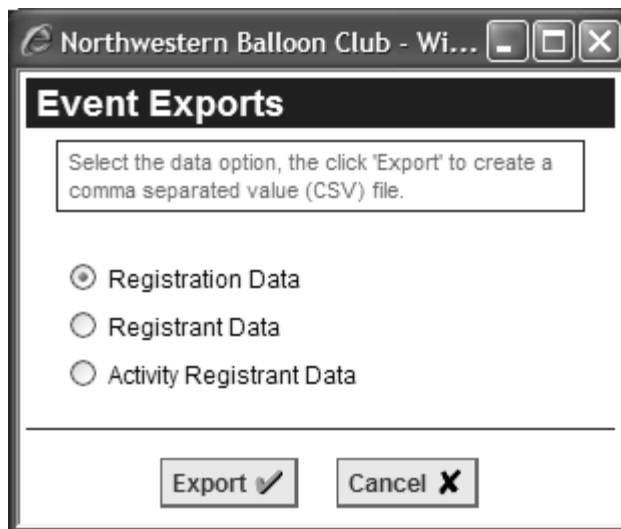 Northwestern Balloon Club - Wi...
Event Exports
Select the data option, the click 'Export' to create a
comma separated value (CSV) file.
Registration Data
Registrant Data
Activity Registrant Data
Export
Cancel